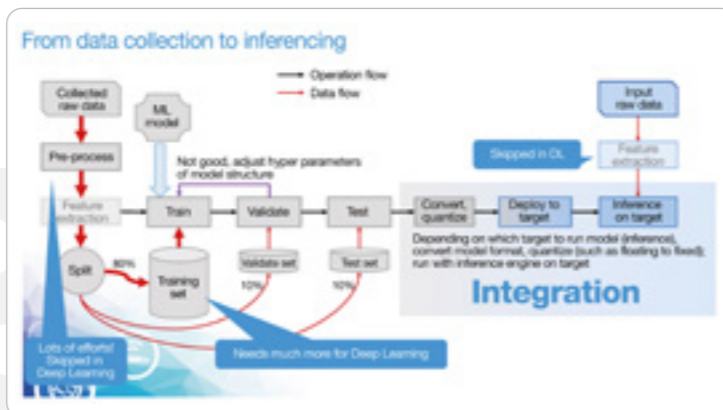 From data collection to inferencing
Operation flow
Data flow
Collected
raw data
ML
model
Input
raw data
Pre-process
Skipped in DL
Feature
extraction
Not good, adjust hyper parameters
of model structure
Feature
extraction
Train
Validate
Test
Convert,
quantize
Deploy to
target
Inference
on target
Depending on which target to run model (inference),
convert model format, quantize (such as floating to fixed);
run with inference engine on target
Split
80%
Training
set
Validate set
Test set
10%
10%
Integration
Lots of efforts!
Skipped in
Deep Learning
Needs much more for Deep Learning